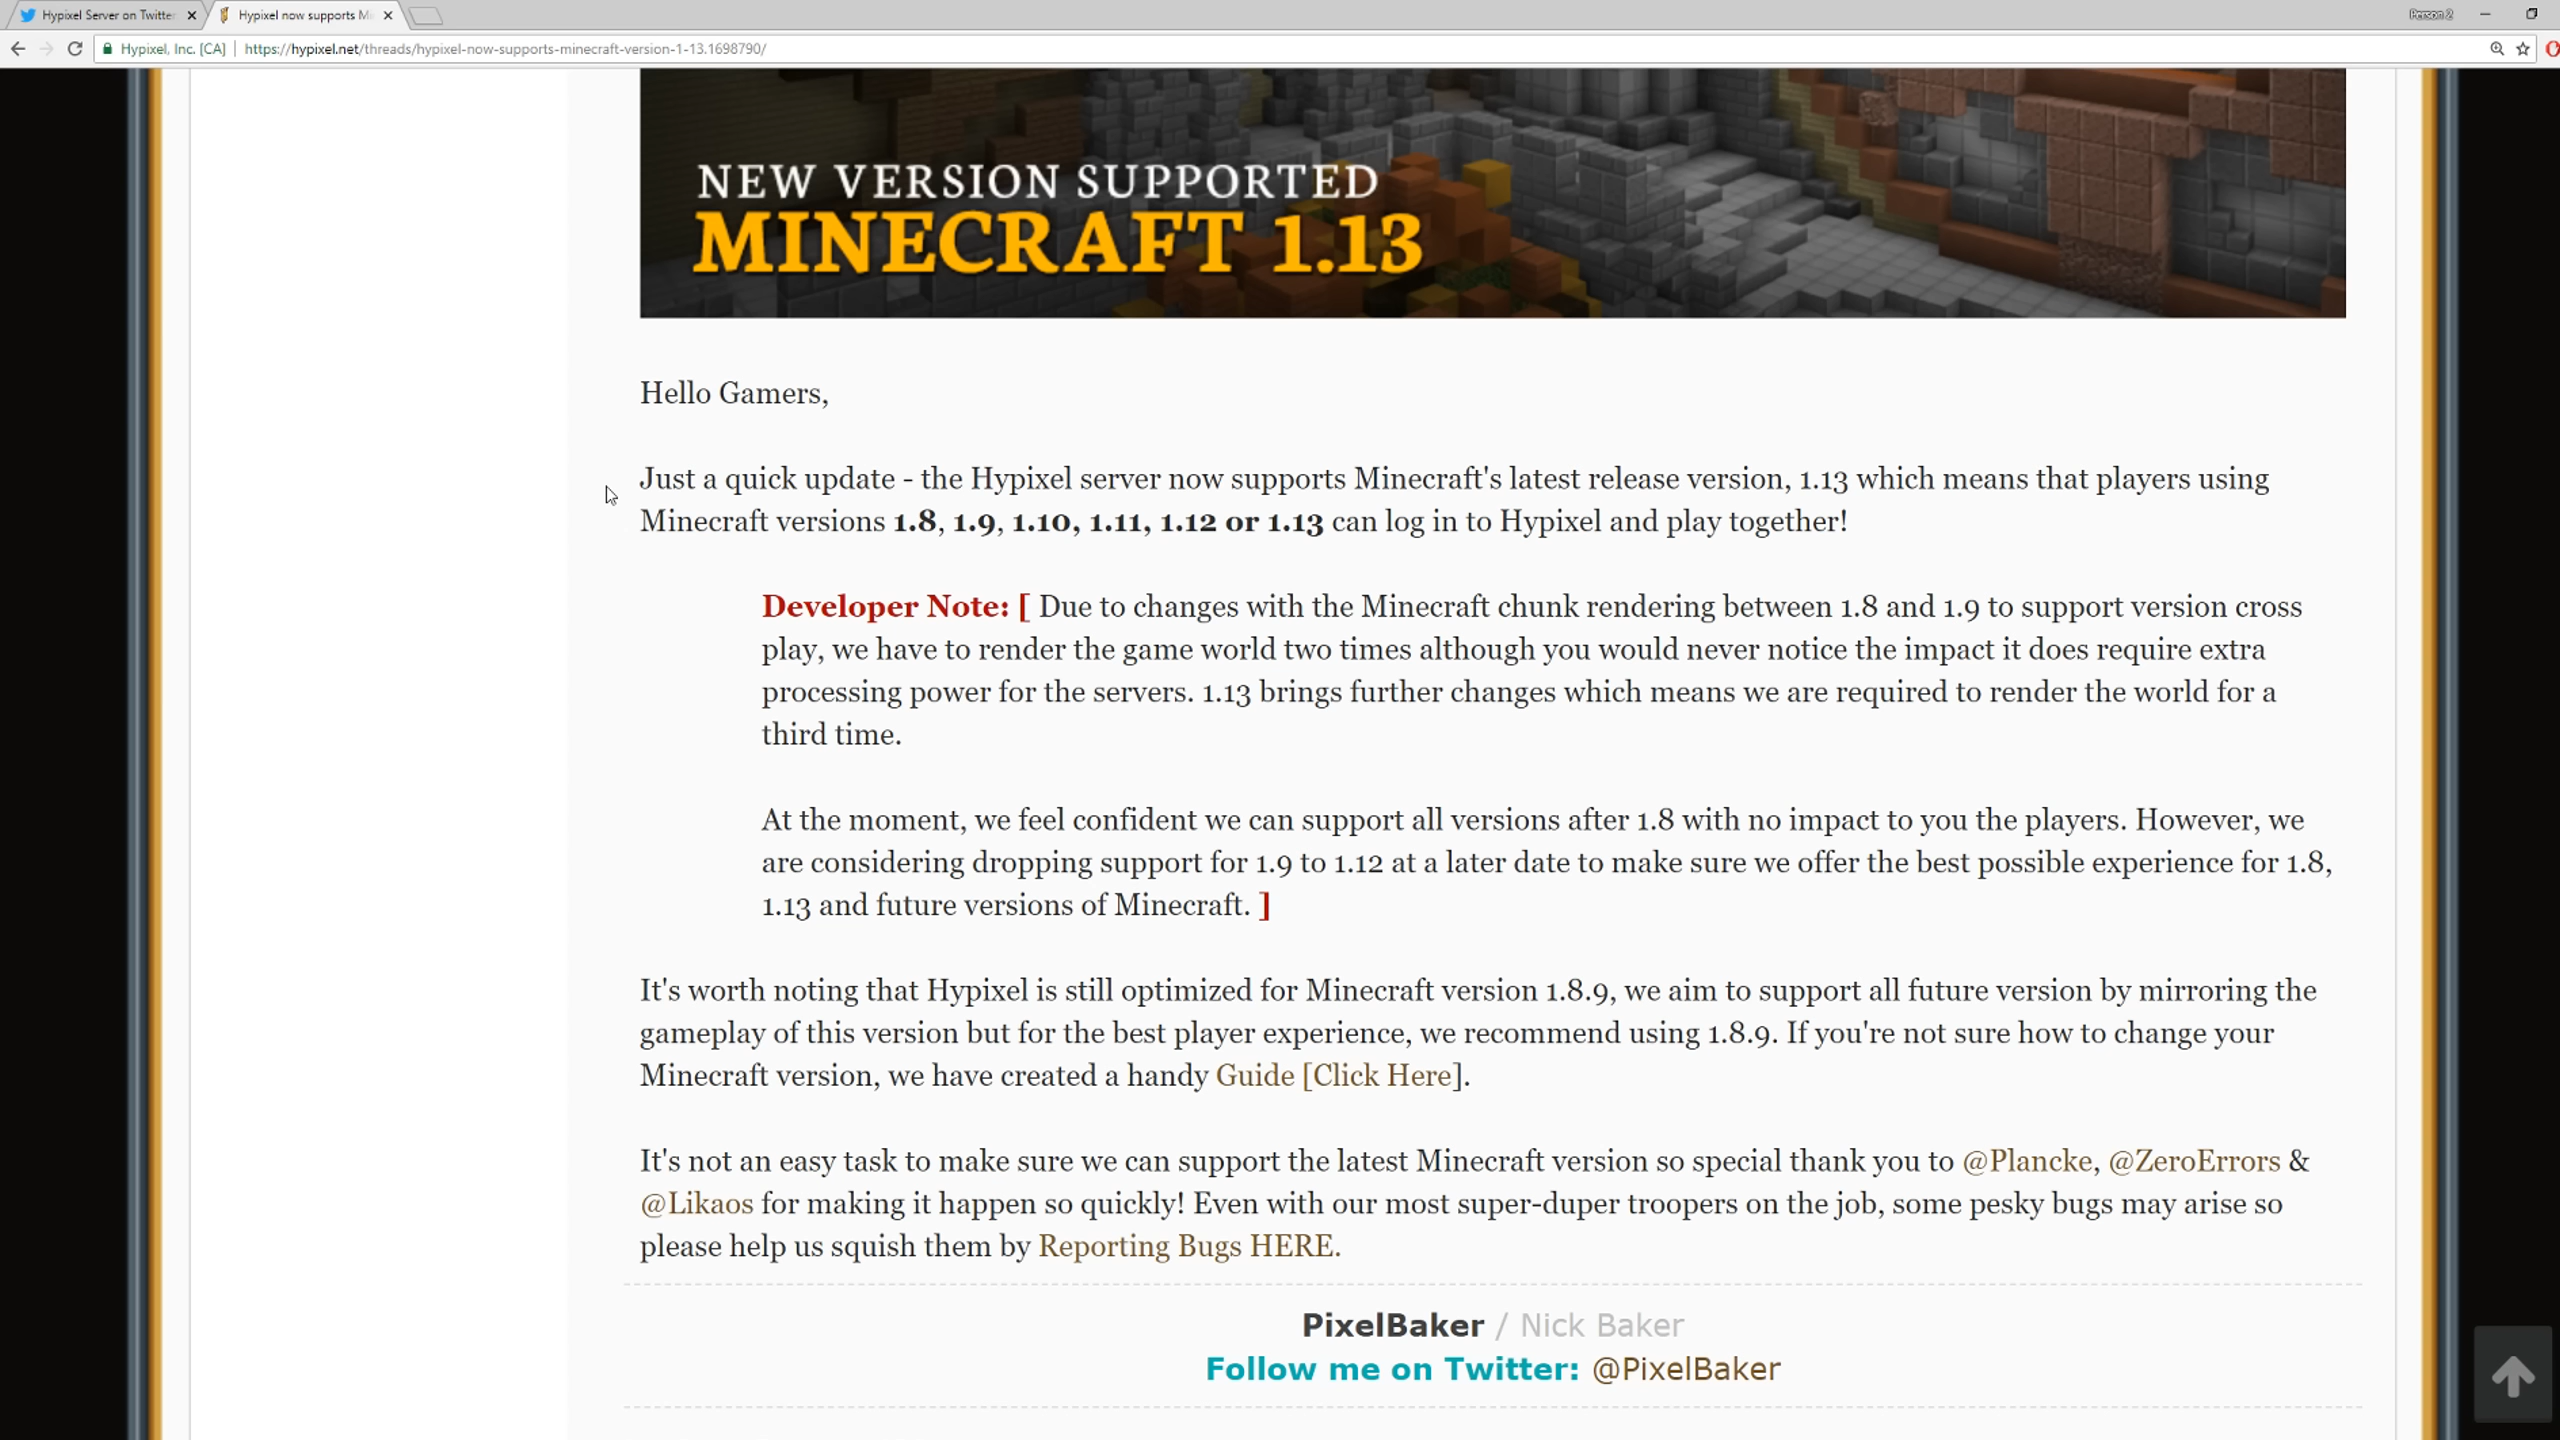 Hypixel Server on Twitter
Hypixel now supports Mi
Person 2
Hypixel, Inc. [CA] | https://hypixel.net/threads/hypixel-now-supports-minecraft-version-1-13.1698790/
NEW VERSION SUPPORTED
MINECRAFT 1.13
Hello Gamers,
Just a quick update - the Hypixel server now supports Minecraft's latest release version, 1.13 which means that players using
Minecraft versions 1.8, 1.9, 1.10, 1.11, 1.12 or 1.13 can log in to Hypixel and play together!
Developer Note: [ Due to changes with the Minecraft chunk rendering between 1.8 and 1.9 to support version cross
play, we have to render the game world two times although you would never notice the impact it does require extra
processing power for the servers. 1.13 brings further changes which means we are required to render the world for a
third time.
At the moment, we feel confident we can support all versions after 1.8 with no impact to you the players. However, we
are considering dropping support for 1.9 to 1.12 at a later date to make sure we offer the best possible experience for 1.8,
1.13 and future versions of Minecraft. ]
It's worth noting that Hypixel is still optimized for Minecraft version 1.8.9, we aim to support all future version by mirroring the
gameplay of this version but for the best player experience, we recommend using 1.8.9. If you're not sure how to change your
Minecraft version, we have created a handy Guide [Click Here].
It's not an easy task to make sure we can support the latest Minecraft version so special thank you to @Plancke, @ZeroErrors &
@Likaos for making it happen so quickly! Even with our most super-duper troopers on the job, some pesky bugs may arise so
please help us squish them by Reporting Bugs HERE.
PixelBaker / Nick Baker
Follow me on Twitter: @PixelBaker